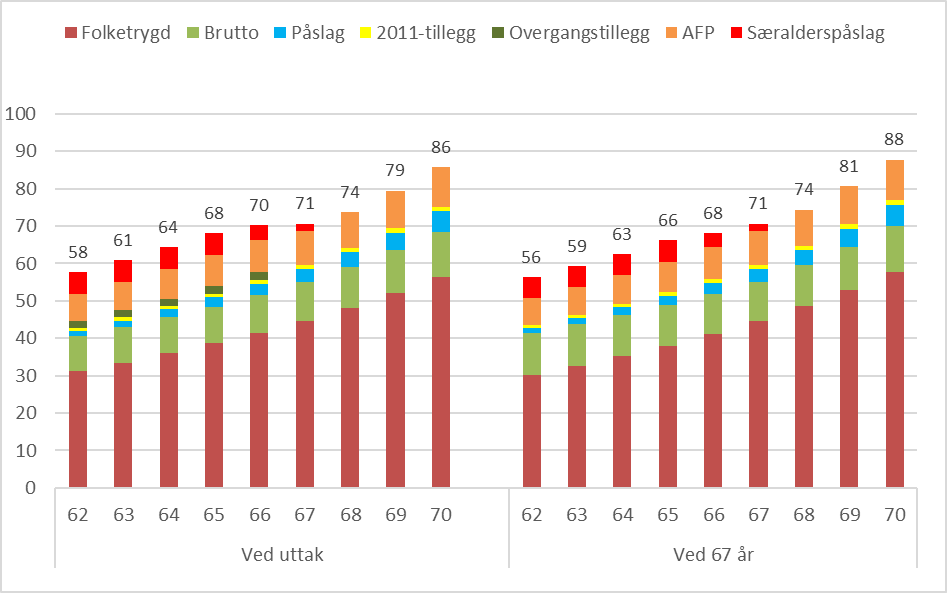 Folketrygd Brutto Påslag 2011-tillegg Overgangstillegg AFP Særalderspåslag
100
90
80
70
60
50
40
30
20
10
0
58 61 64 68 70 71 74 79 86 56 59 63 66 68 71 74 81 88
62 63 64 65 66 67 68 69 70 62 63 64 65 66 67 68 69 70
Ved uttak Ved 67 år